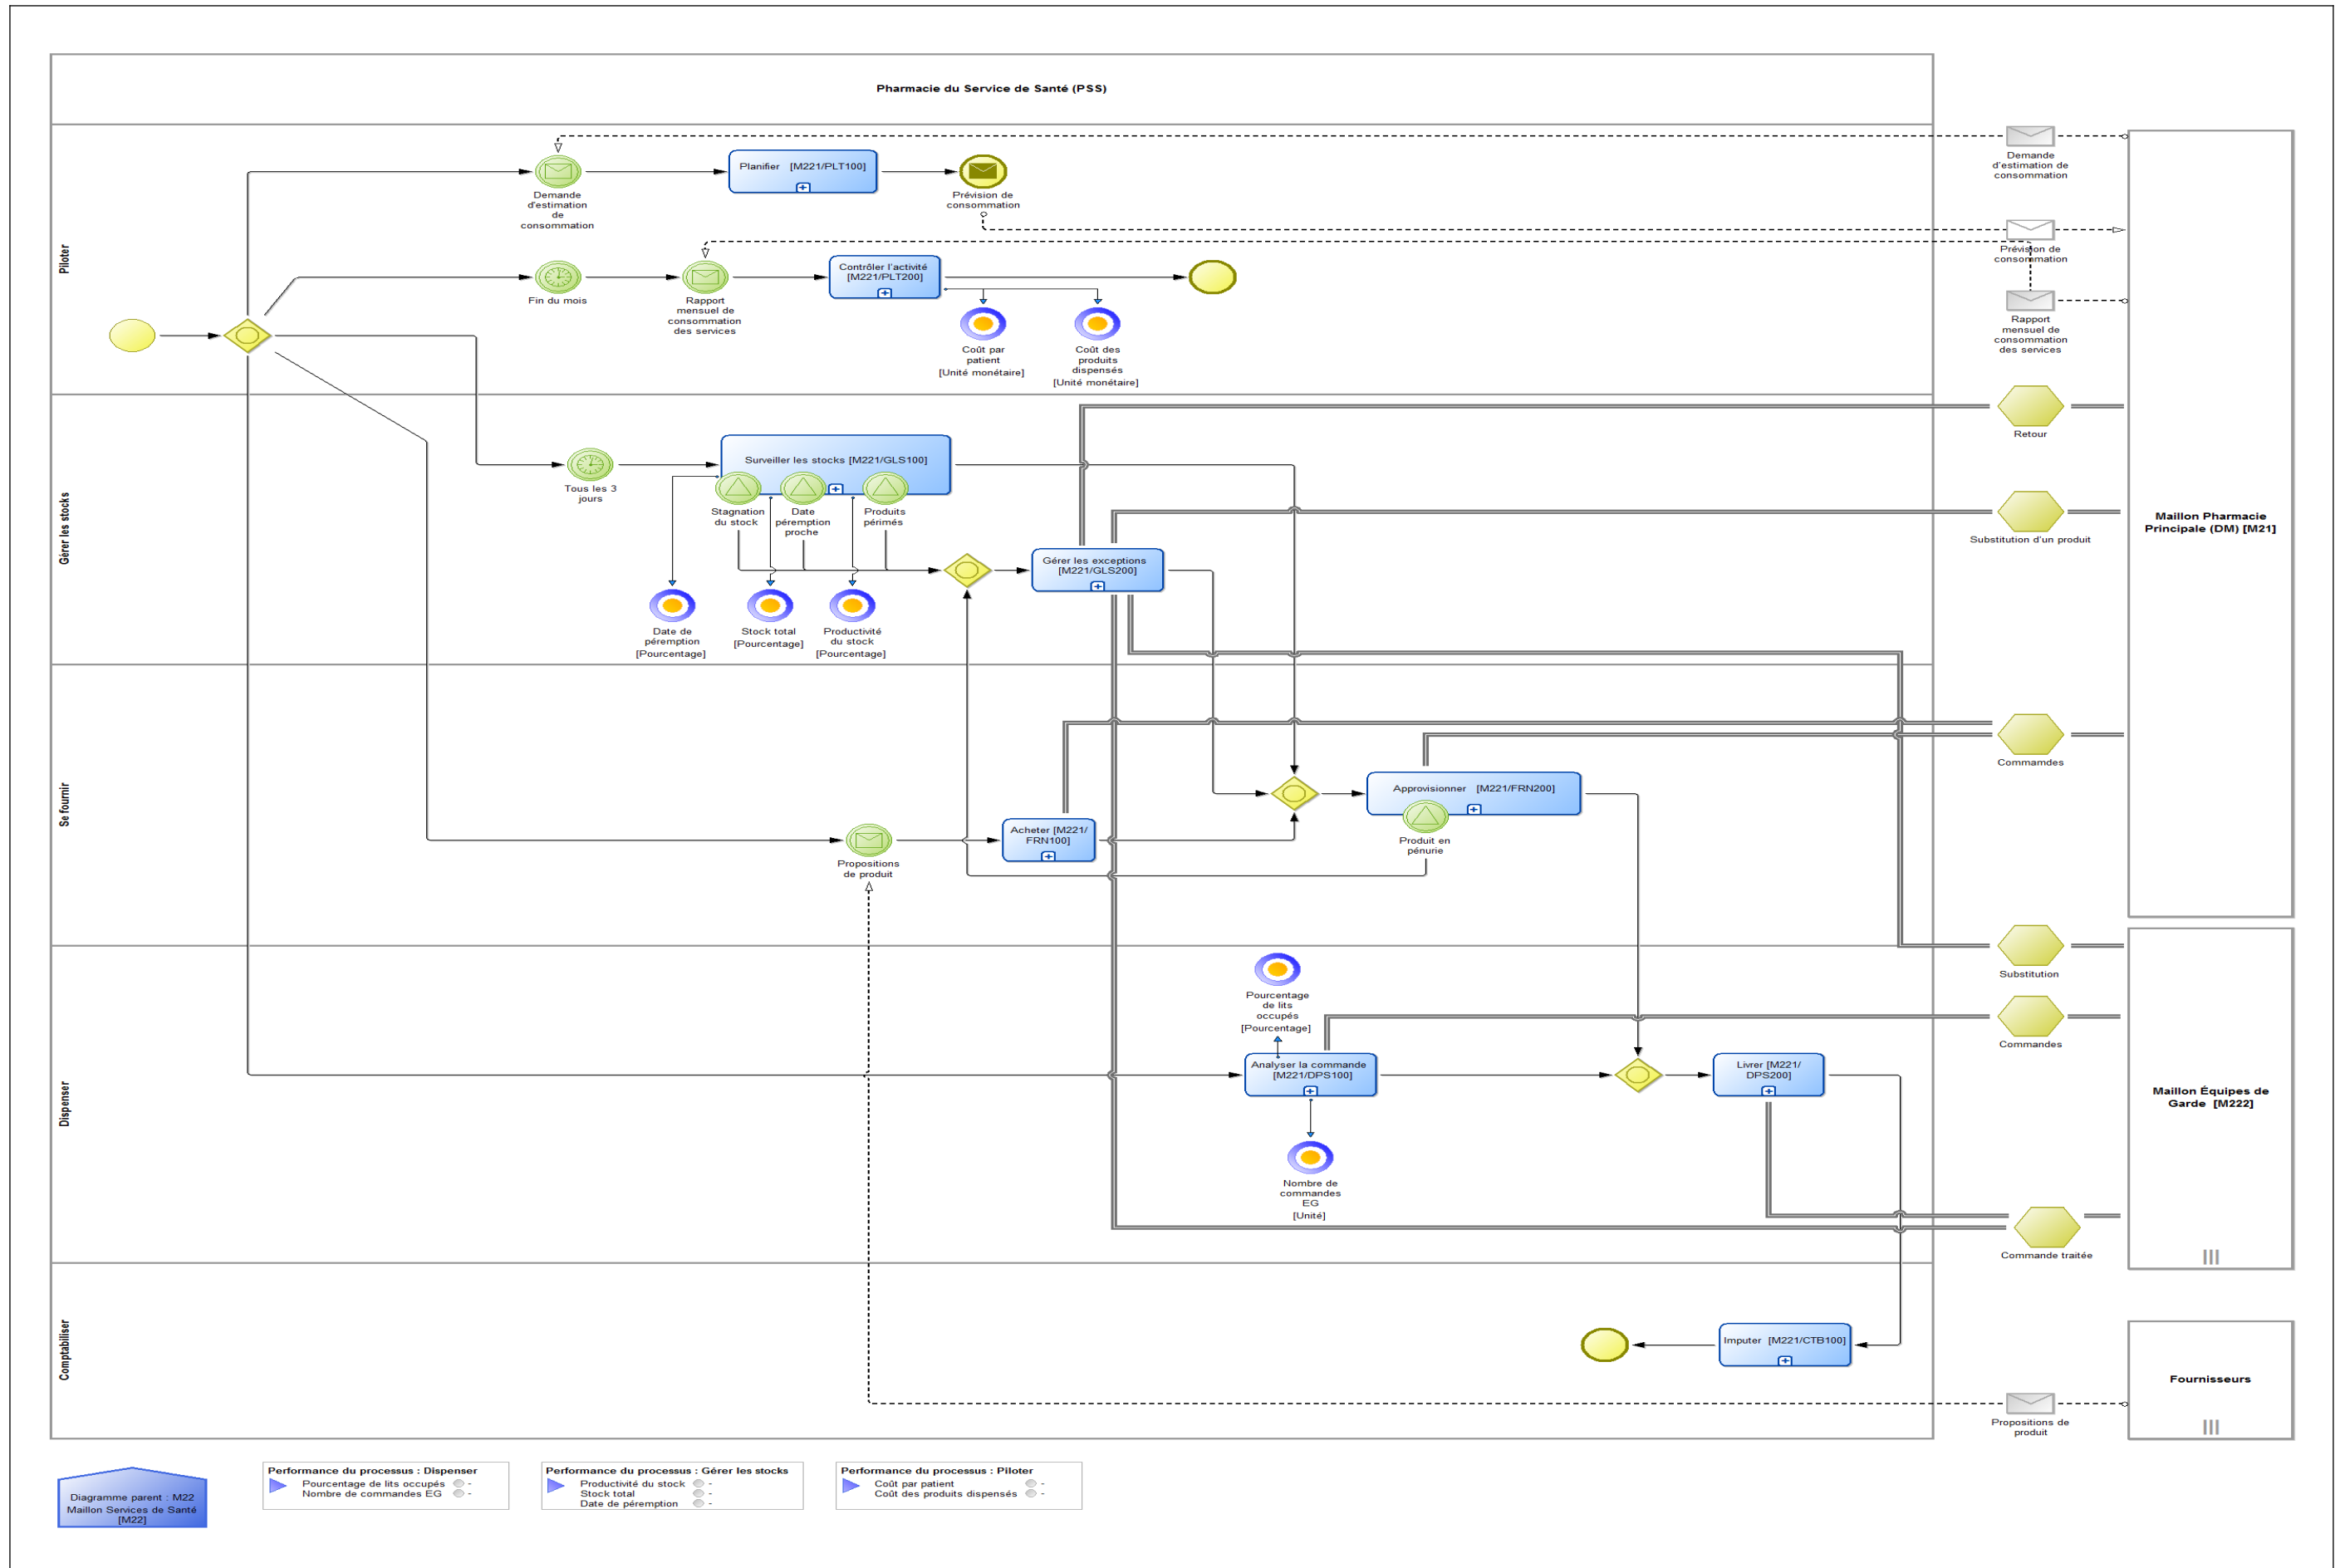 Pharmacie du Service de Santé (PSS)
Piloter
Demande
d'estimation
de
consommation
Planifier [M221/PLT100]
Prévision de
consommation
Demande
d'estimation de
consommation
Prévision de
consommation
Fin du mois
Rapport
mensuel de
consommation
des services
Contrôler l'activité
[M221/PLT200]
Coût par
patient
[Unité monétaire]
Coût des
produits
dispensés
[Unité monétaire]
Rapport
mensuel de
consommation
des services
Gérer les stocks
Tous les 3
jours
Surveiller les stocks [M221/GLS100]
Stagnation
du stock
Date
péremption
proche
Produits
périmés
Gérer les exceptions
[M221/GLS200]
Date de
péremption
[Pourcentage]
Stock total
[Pourcentage]
Productivité
du stock
[Pourcentage]
Retour
Substitution d'un produit
Maillon Pharmacie
Principale (DM) [M21]
Se fournir
Propositions
de produit
Acheter [M221/
FRN100]
Approvisionner [M221/FRN200]
Produit en
pénurie
Commamdes
Dispenser
Pourcentage
de lits
occupés
[Pourcentage]
Analyser la commande
[M221/DPS100]
Nombre de
commandes
EG
[Unité]
Livrer [M221/
DPS200]
Substitution
Commandes
Commande traitée
Maillon Équipes de
Garde [M222]
Comptabiliser
Imputer [M221/CTB100]
Propositions de
produit
Fournisseurs
Diagramme parent : M22
Maillon Services de Santé
[M22]
Performance du processus : Dispenser
Pourcentage de lits occupés -
Nombre de commandes EG -
Performance du processus : Gérer les stocks
Productivité du stock -
Stock total -
Date de péremption -
Performance du processus : Piloter
Coût par patient -
Coût des produits dispensés -